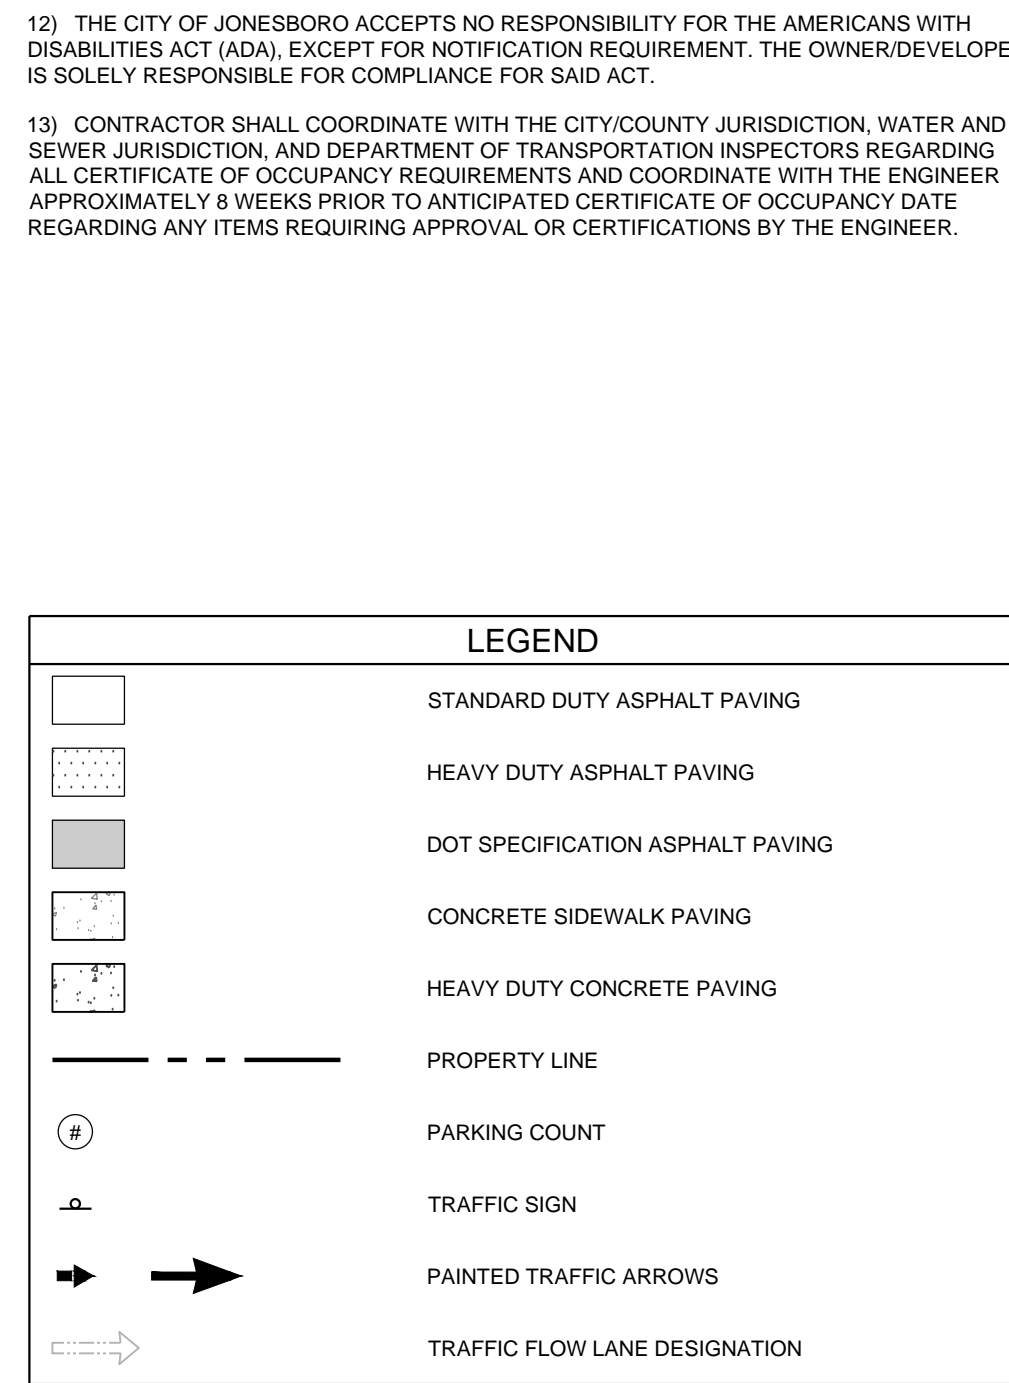 12) THE CITY OF JONESBORO ACCEPTS NO RESPONSIBILITY FOR THE AMERICANS WITH
DISABILITIES ACT (ADA), EXCEPT FOR NOTIFICATION REQUIREMENT. THE OWNER/DEVELOPE
IS SOLELY RESPONSIBLE FOR COMPLIANCE FOR SAID ACT.
13) CONTRACTOR SHALL COORDINATE WITH THE CITY/COUNTY JURISDICTION, WATER AND
SEWER JURISDICTION, AND DEPARTMENT OF TRANSPORTATION INSPECTORS REGARDING
ALL CERTIFICATE OF OCCUPANCY REQUIREMENTS AND COORDINATE WITH THE ENGINEER
APPROXIMATELY 8 WEEKS PRIOR TO ANTICIPATED CERTIFICATE OF OCCUPANCY DATE
REGARDING ANY ITEMS REQUIRING APPROVAL OR CERTIFICATIONS BY THE ENGINEER.
LEGEND
STANDARD DUTY ASPHALT PAVING
HEAVY DUTY ASPHALT PAVING
DOT SPECIFICATION ASPHALT PAVING
CONCRETE SIDEWALK PAVING
HEAVY DUTY CONCRETE PAVING
PROPERTY LINE
# PARKING COUNT
TRAFFIC SIGN
PAINTED TRAFFIC ARROWS
TRAFFIC FLOW LANE DESIGNATION